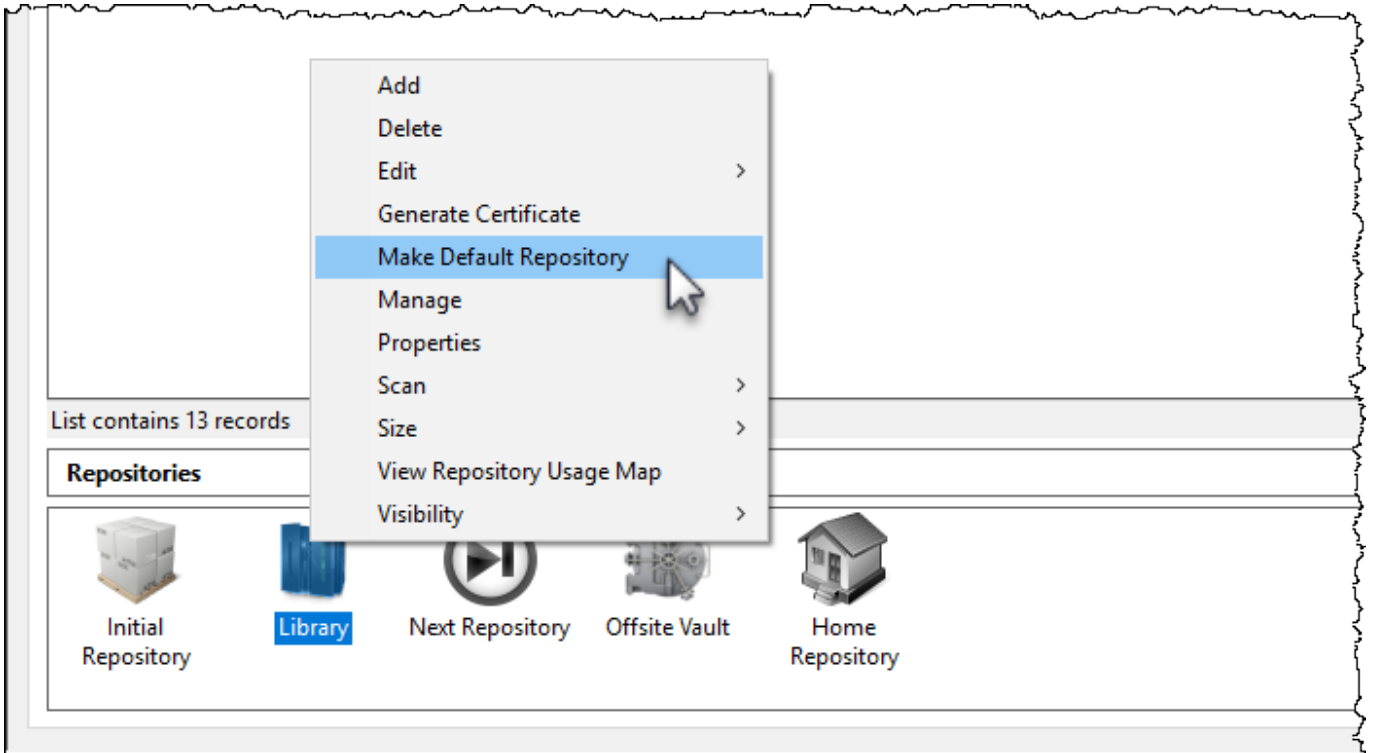 Add
Delete
Edit
Generate Certificate
Make Default Repository
Manage
Properties
Scan
Size
View Repository Usage Map
Visibility
List contains 13 records
Repositories
Initial
Repository
Library
Next Repository
Offsite Vault
Home
Repository